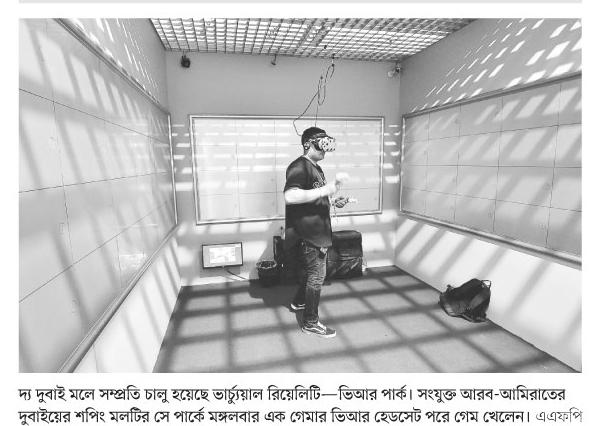 দ্য দুবাই মলে সম্প্রতি চালু হয়েছে ভার্চ্যুয়াল রিয়েলিটি—ভিআর পার্ক। সংযুক্ত আরব-আমিরাতের
দুবাইয়ের শপিং মলটির সে পার্কে মঙ্গলবার এক গেমার ভিআর হেডসেট পরে গেম খেলেন। এএফপি